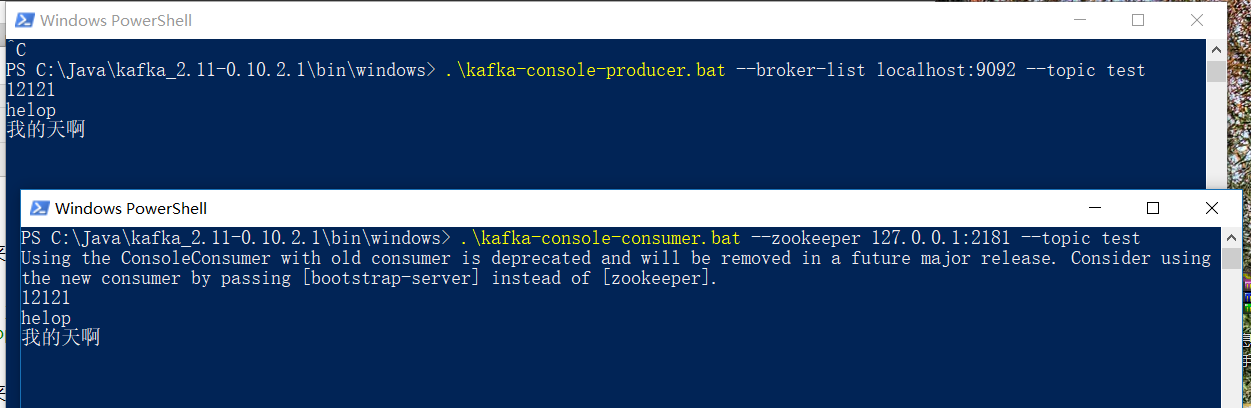 Windows PowerShell
^C
PS C:\Java\kafka_2.11-0.10.2.1\bin\windows> .\kafka-console-producer.bat --broker-list localhost:9092 --topic test
12121
helop
我的天啊
Windows PowerShell
PS C:\Java\kafka_2.11-0.10.2.1\bin\windows> .\kafka-console-consumer.bat --zookeeper 127.0.0.1:2181 --topic test
Using the ConsoleConsumer with old consumer is deprecated and will be removed in a future major release. Consider using
the new consumer by passing [bootstrap-server] instead of [zookeeper].
12121
helop
我的天啊